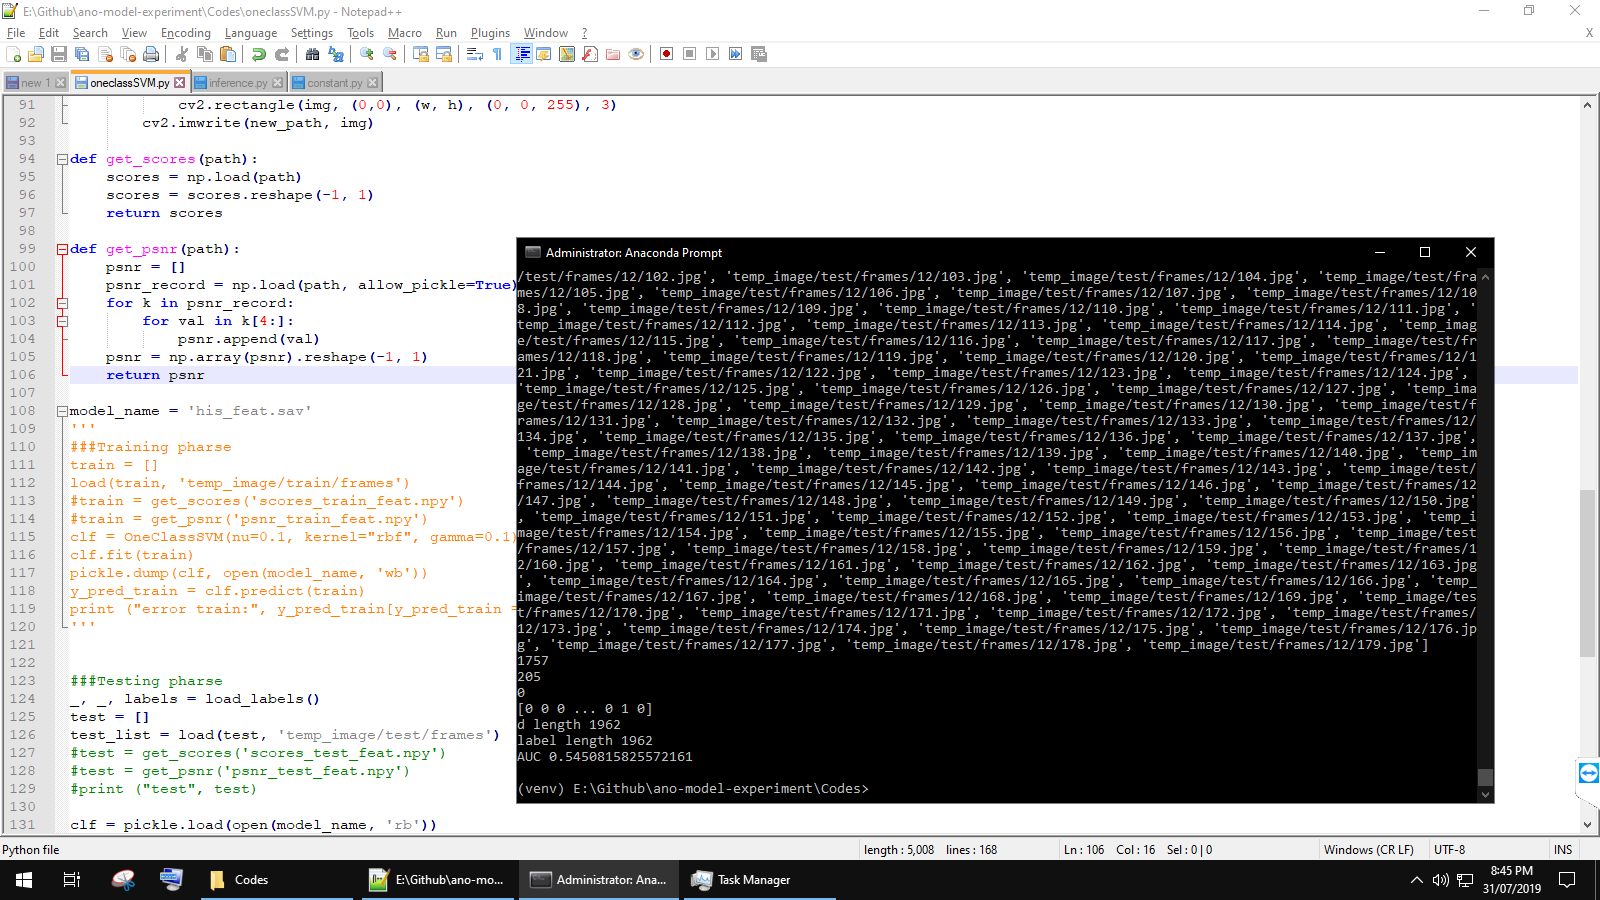 E:\Github\ano-model-experiment\Codes\oneclassSVM.py - Notepad++
File Edit Search View Encoding Language Settings Tools Macro Run Plugins Window ? X
new 1 oneclassSVM.py inference.py constant.py
91 cv2.rectangle(img, (0,0), (w, h), (0, 0, 255), 3)
92 cv2.imwrite(new_path, img)
93
94 def get_scores(path):
95 scores = np.load(path)
96 scores = scores.reshape(-1, 1)
97 return scores
98
99 def get_psnr(path):
100 psnr = []
101 psnr_record = np.load(path, allow_pickle=True)
102 for k in psnr_record:
103 for val in k[4:]:
104 psnr.append(val)
105 psnr = np.array(psnr).reshape(-1, 1)
106 return psnr
107
108 model_name = 'his_feat.sav'
109 '''
110 ###Training pharse
111 train = []
112 load(train, 'temp_image/train/frames')
113 #train = get_scores('scores_train_feat.npy')
114 #train = get_psnr('psnr_train_feat.npy')
115 clf = OneClassSVM(nu=0.1, kernel="rbf", gamma=0.1)
116 clf.fit(train)
117 pickle.dump(clf, open(model_name, 'wb'))
118 y_pred_train = clf.predict(train)
119 print ("error train:", y_pred_train[y_pred_train =
120 '''
121
122
123 ###Testing pharse
124 _, _, labels = load_labels()
125 test = []
126 test_list = load(test, 'temp_image/test/frames')
127 #test = get_scores('scores_test_feat.npy')
128 #test = get_psnr('psnr_test_feat.npy')
129 #print ("test", test)
130
131 clf = pickle.load(open(model_name, 'rb'))
Administrator: Anaconda Prompt
/test/frames/12/102.jpg', 'temp_image/test/frames/12/103.jpg', 'temp_image/test/frames/12/104.jpg', 'temp_image/test/fra
mes/12/105.jpg', 'temp_image/test/frames/12/106.jpg', 'temp_image/test/frames/12/107.jpg', 'temp_image/test/frames/12/10
8.jpg', 'temp_image/test/frames/12/109.jpg', 'temp_image/test/frames/12/110.jpg', 'temp_image/test/frames/12/111.jpg', '
temp_image/test/frames/12/112.jpg', 'temp_image/test/frames/12/113.jpg', 'temp_image/test/frames/12/114.jpg', 'temp_imag
e/test/frames/12/115.jpg', 'temp_image/test/frames/12/116.jpg', 'temp_image/test/frames/12/117.jpg', 'temp_image/test/fr
ames/12/118.jpg', 'temp_image/test/frames/12/119.jpg', 'temp_image/test/frames/12/120.jpg', 'temp_image/test/frames/12/1
21.jpg', 'temp_image/test/frames/12/122.jpg', 'temp_image/test/frames/12/123.jpg', 'temp_image/test/frames/12/124.jpg',
'temp_image/test/frames/12/125.jpg', 'temp_image/test/frames/12/126.jpg', 'temp_image/test/frames/12/127.jpg', 'temp_ima
ge/test/frames/12/128.jpg', 'temp_image/test/frames/12/129.jpg', 'temp_image/test/frames/12/130.jpg', 'temp_image/test/f
rames/12/131.jpg', 'temp_image/test/frames/12/132.jpg', 'temp_image/test/frames/12/133.jpg', 'temp_image/test/frames/12/
134.jpg', 'temp_image/test/frames/12/135.jpg', 'temp_image/test/frames/12/136.jpg', 'temp_image/test/frames/12/137.jpg',
'temp_image/test/frames/12/138.jpg', 'temp_image/test/frames/12/139.jpg', 'temp_image/test/frames/12/140.jpg', 'temp_im
age/test/frames/12/141.jpg', 'temp_image/test/frames/12/142.jpg', 'temp_image/test/frames/12/143.jpg', 'temp_image/test/
frames/12/144.jpg', 'temp_image/test/frames/12/145.jpg', 'temp_image/test/frames/12/146.jpg', 'temp_image/test/frames/12
/147.jpg', 'temp_image/test/frames/12/148.jpg', 'temp_image/test/frames/12/149.jpg', 'temp_image/test/frames/12/150.jpg'
, 'temp_image/test/frames/12/151.jpg', 'temp_image/test/frames/12/152.jpg', 'temp_image/test/frames/12/153.jpg', 'temp_i
mage/test/frames/12/154.jpg', 'temp_image/test/frames/12/155.jpg', 'temp_image/test/frames/12/156.jpg', 'temp_image/test
/frames/12/157.jpg', 'temp_image/test/frames/12/158.jpg', 'temp_image/test/frames/12/159.jpg', 'temp_image/test/frames/1
2/160.jpg', 'temp_image/test/frames/12/161.jpg', 'temp_image/test/frames/12/162.jpg', 'temp_image/test/frames/12/163.jpg
', 'temp_image/test/frames/12/164.jpg', 'temp_image/test/frames/12/165.jpg', 'temp_image/test/frames/12/166.jpg', 'temp_
image/test/frames/12/167.jpg', 'temp_image/test/frames/12/168.jpg', 'temp_image/test/frames/12/169.jpg', 'temp_image/tes
t/frames/12/170.jpg', 'temp_image/test/frames/12/171.jpg', 'temp_image/test/frames/12/172.jpg', 'temp_image/test/frames/
12/173.jpg', 'temp_image/test/frames/12/174.jpg', 'temp_image/test/frames/12/175.jpg', 'temp_image/test/frames/12/176.jp
g', 'temp_image/test/frames/12/177.jpg', 'temp_image/test/frames/12/178.jpg', 'temp_image/test/frames/12/179.jpg']
1757
205
0
[0 0 0 ... 0 1 0]
d length 1962
label length 1962
AUC 0.5450815825572161
(venv) E:\Github\ano-model-experiment\Codes>
Python file length : 5,008 lines : 168 Ln : 106 Col : 16 Sel : 0 | 0 Windows (CR LF) UTF-8 INS
Codes E:\Github\ano-mo... Administrator: Ana... Task Manager 8:45 PM
31/07/2019